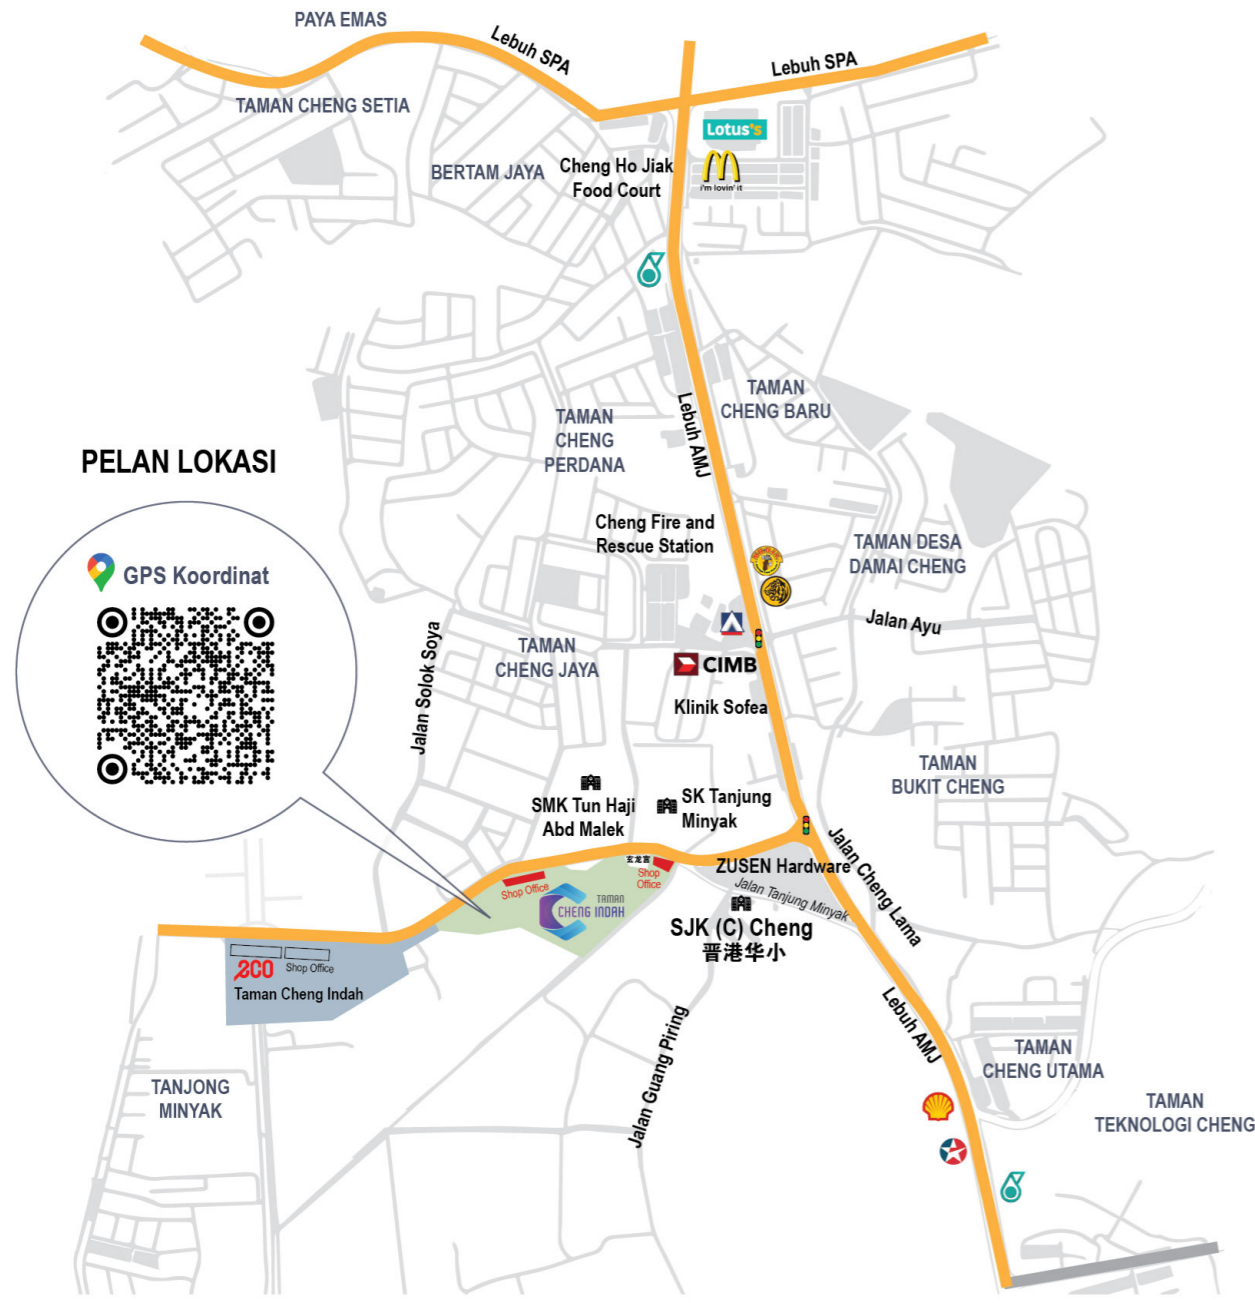 PAYA EMAS
Lebuh SPA
Lebuh SPA
TAMAN CHENG SETIA
Lotus's
BERTAM JAYA
Cheng Ho Jiak
Food Court
i'm lovin' it
TAMAN
CHENG BARU
Lebuh AMJ
TAMAN
CHENG
PERDANA
PELAN LOKASI
Cheng Fire and
Rescue Station
TAMAN DESA
DAMAI CHENG
GPS Koordinat
Jalan Ayu
Jalan Solok Soya
TAMAN
CHENG JAYA
CIMB
Klinik Sofea
TAMAN
BUKIT CHENG
SMK Tun Haji
Abd Malek
SK Tanjung
Minyak
玄龙宫
Shop
Office
ZUSEN Hardware
Jalan Cheng Lama
Shop Office
TAMAN
CHENG INDAH
Jalan Tanjung Minyak
SJK (C) Cheng
晋港华小
ECO
Shop Office
Taman Cheng Indah
Lebuh AMJ
Jalan Guang Piring
TAMAN
CHENG UTAMA
TANJONG
MINYAK
TAMAN
TEKNOLOGI CHENG